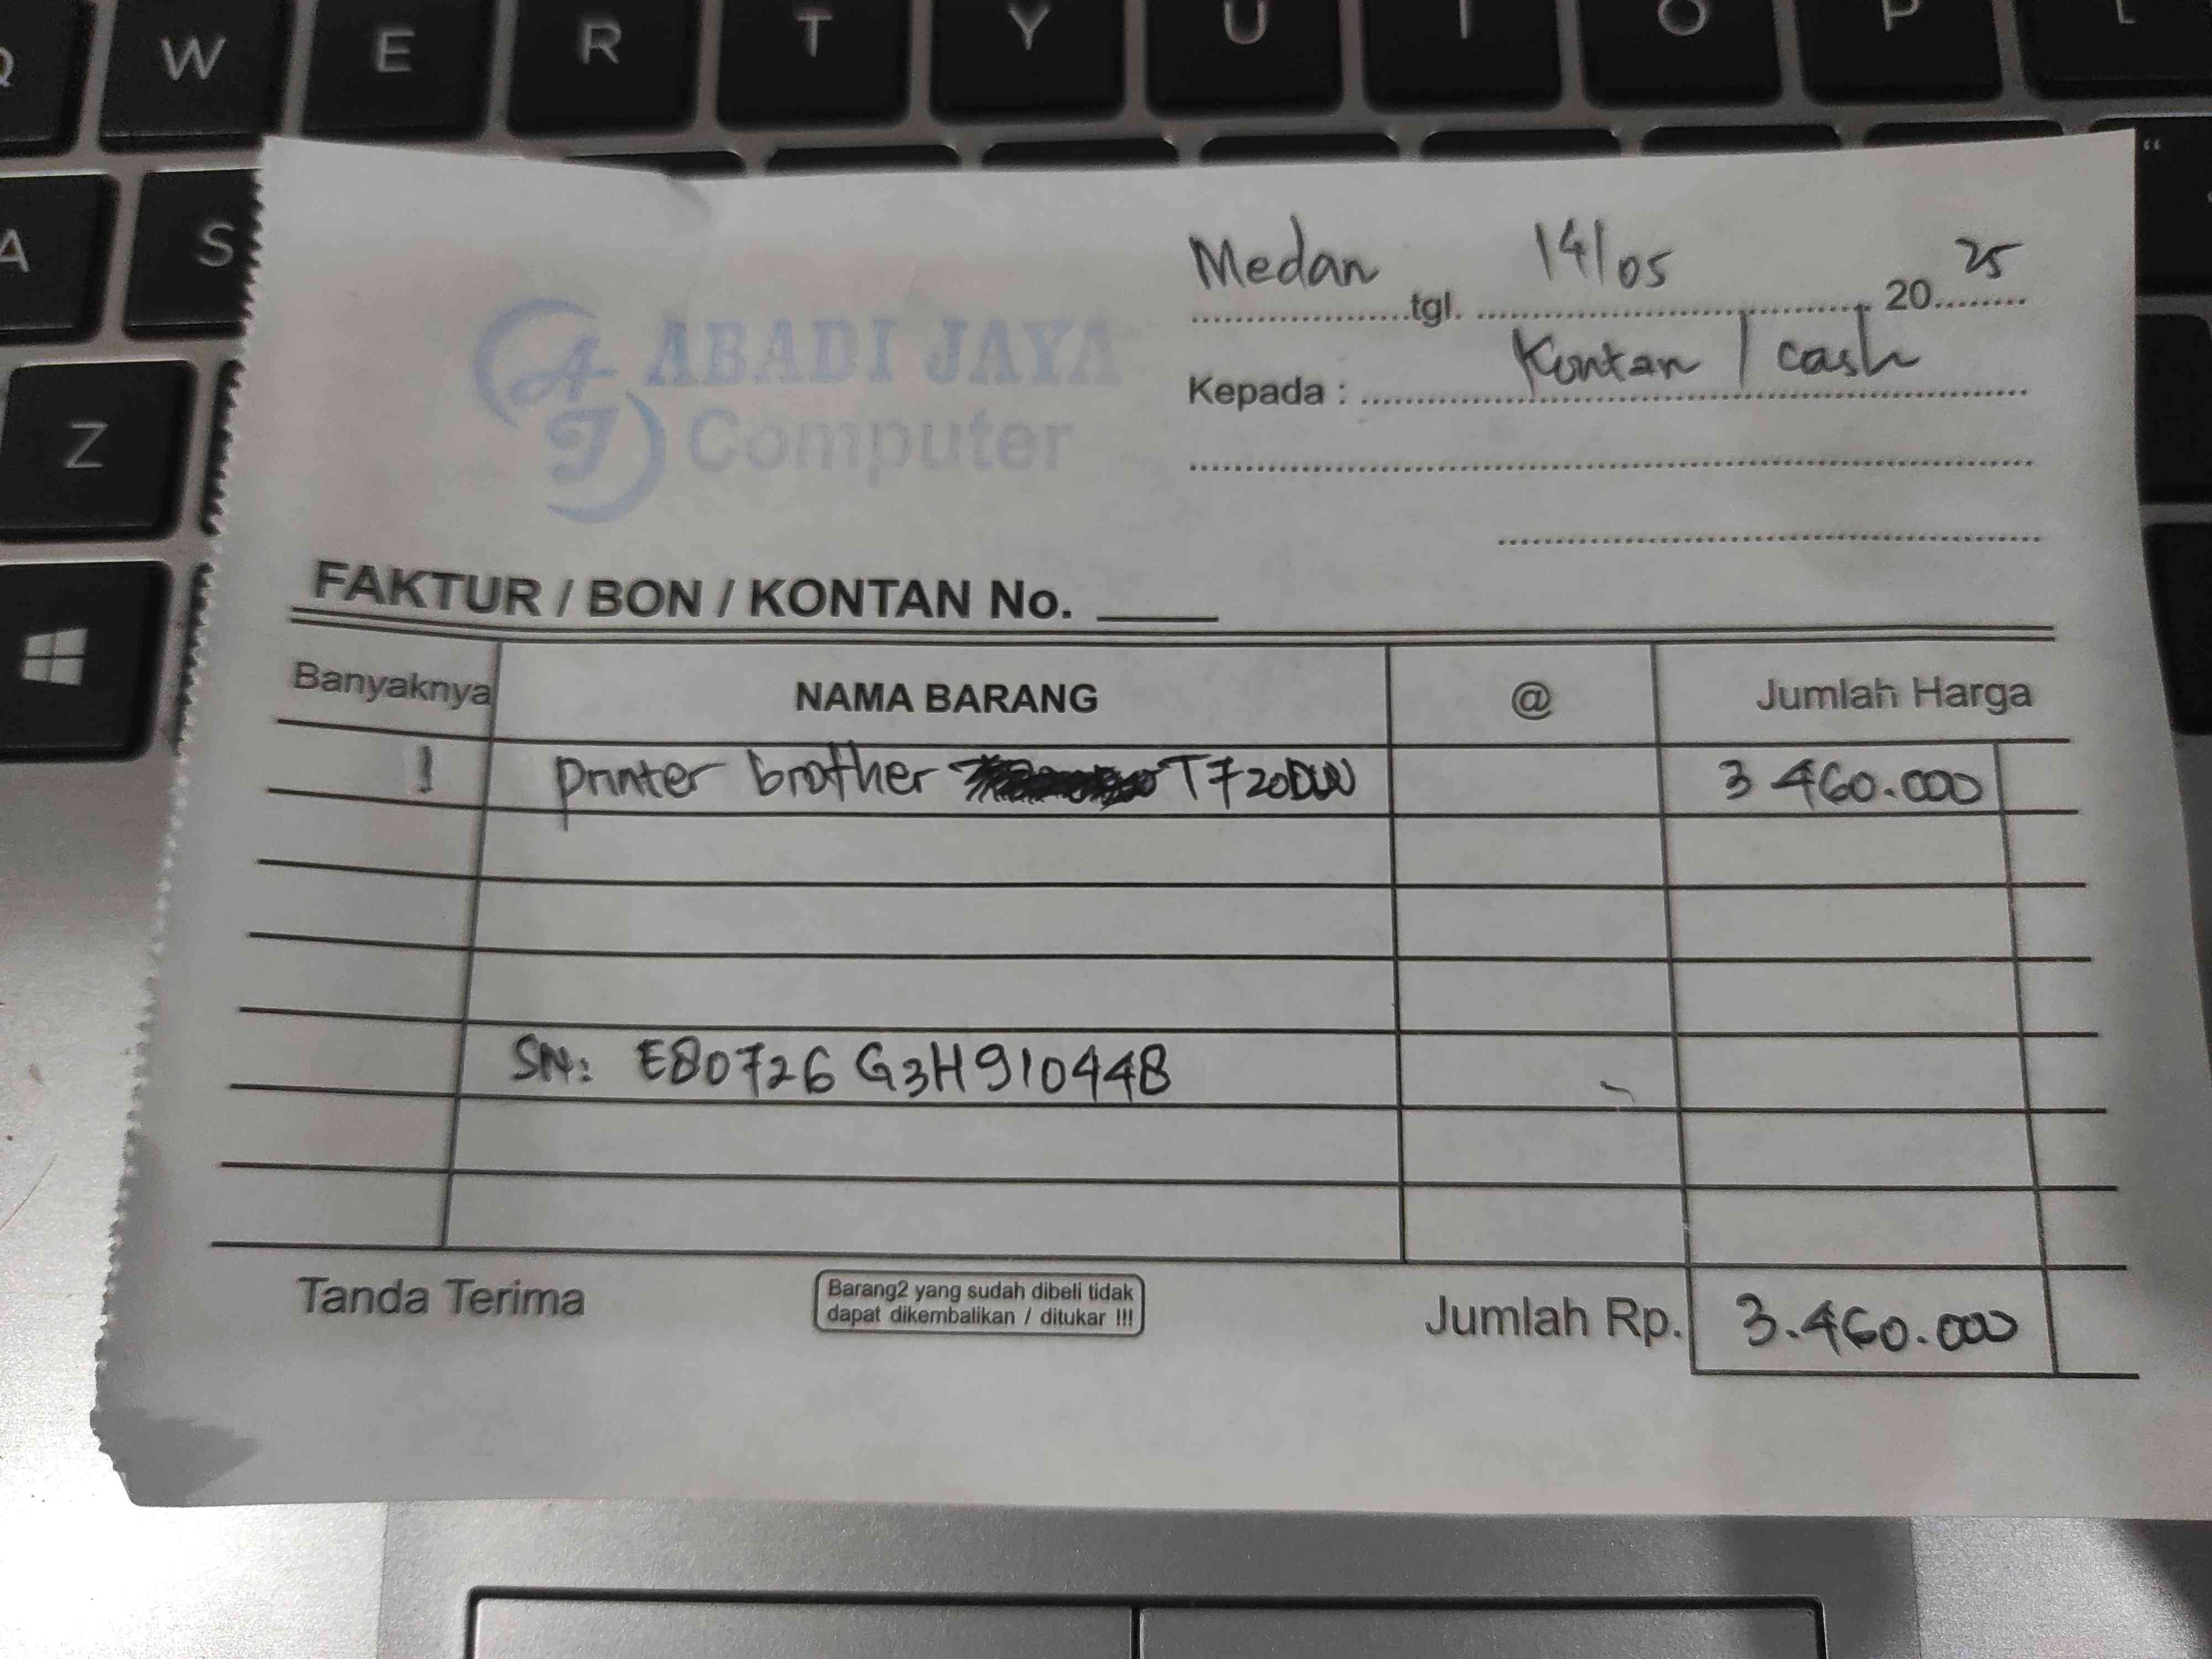 Q W E R T Y U I O P
A S
Z
Medan tgl. 14/05 2025
ABADI JAYA
Computer
AJ
Kepada : Kontan / cash
FAKTUR / BON / KONTAN No.
Banyaknya NAMA BARANG @ Jumlah Harga
1 printer brother T720DW 3 460.000
SN: E80726G3H910448
Tanda Terima
Barang2 yang sudah dibeli tidak
dapat dikembalikan / ditukar !!!
Jumlah Rp. 3.460.000